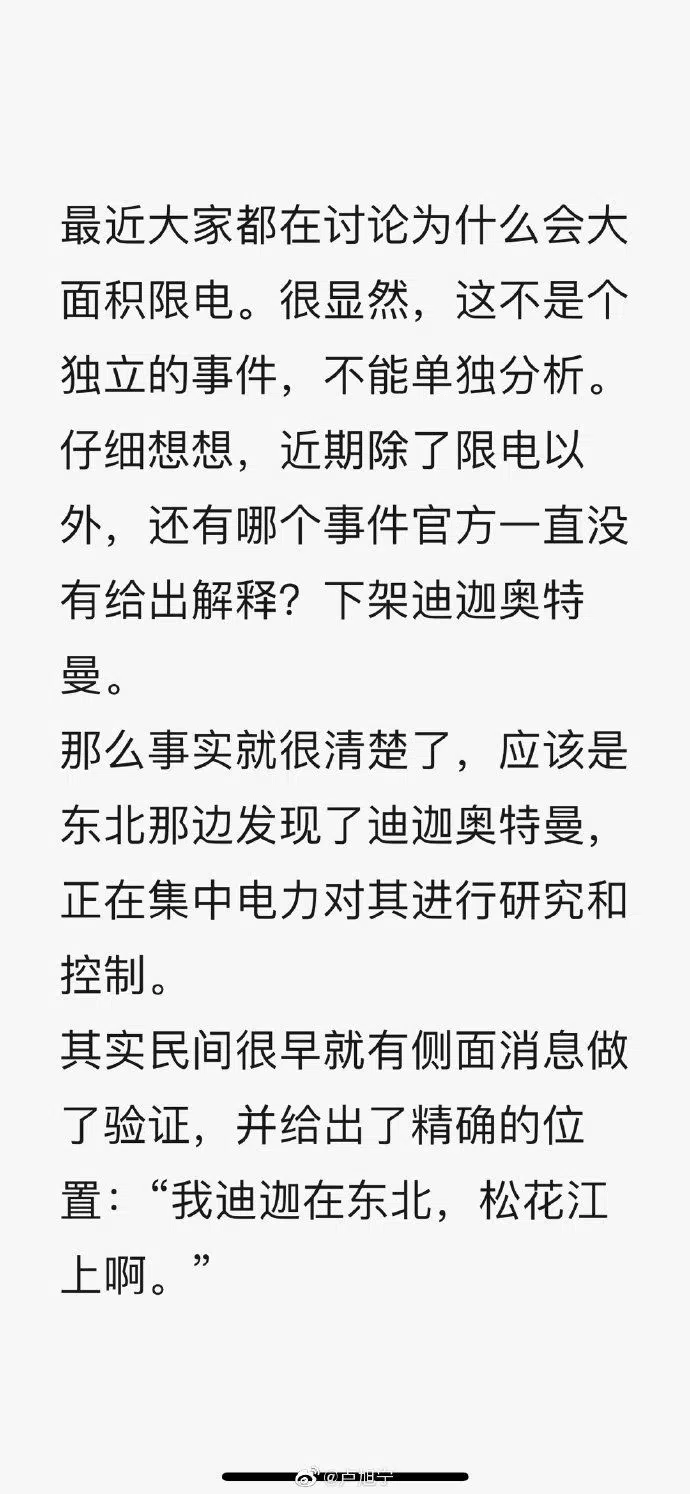 最近大家都在讨论为什么会大
面积限电。很显然，这不是个
独立的事件，不能单独分析。
仔细想想，近期除了限电以
外，还有哪个事件官方一直没
有给出解释？下架迪迦奥特
曼。
那么事实就很清楚了，应该是
东北那边发现了迪迦奥特曼，
正在集中电力对其进行研究和
控制。
其实民间很早就有侧面消息做
了验证，并给出了精确的位
置：“我迪迦在东北，松花江
上啊。”
@卢旭宁